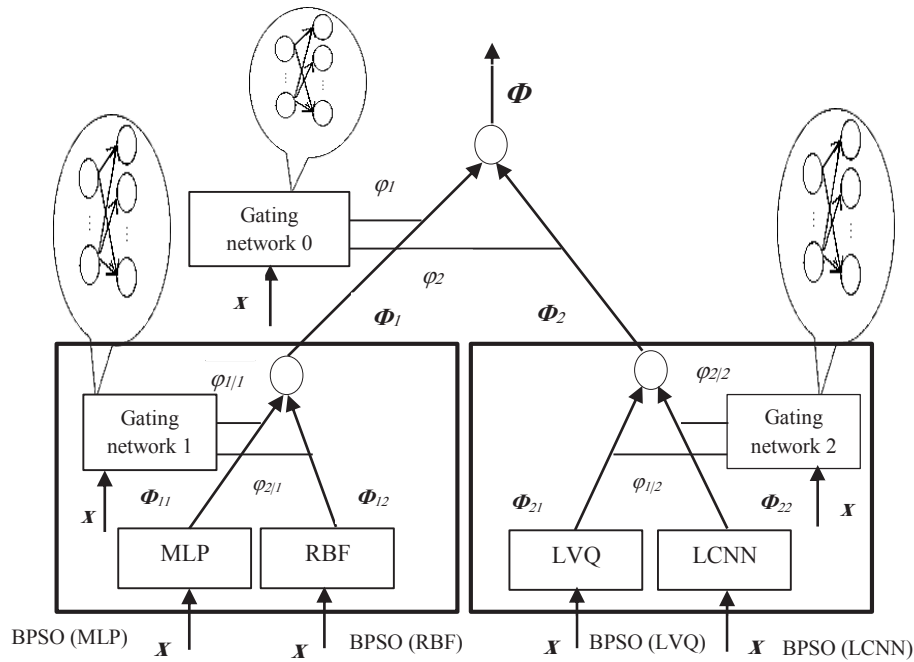 Φ
φ1
Gating
network 0
φ2
x
Φ1
Φ2
φ1/1
φ2/2
Gating
network 1
Gating
network 2
φ2/1
φ1/2
x
Φ11
Φ12
Φ21
Φ22
x
MLP
RBF
LVQ
LCNN
BPSO (MLP)
x
x
BPSO (RBF)
x
BPSO (LVQ)
x
BPSO (LCNN)